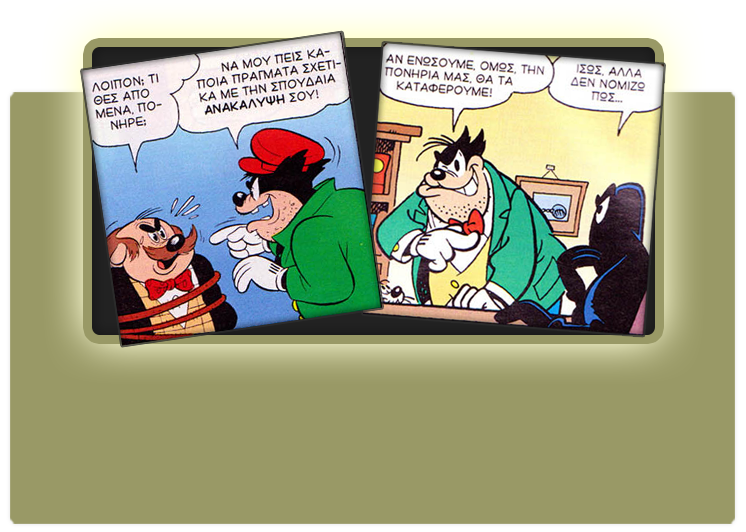 ΛΟΙΠΟΝ; ΤΙ
ΘΕΣ ΑΠΟ
ΜΕΝΑ, ΠΟ-
ΝΗΡΕ;
ΝΑ ΜΟΥ ΠΕΙΣ ΚΑ-
ΠΟΙΑ ΠΡΑΓΜΑΤΑ ΣΧΕΤΙ-
ΚΑ ΜΕ ΤΗΝ ΣΠΟΥΔΑΙΑ
ΑΝΑΚΑΛΥΨΗ ΣΟΥ!
ΑΝ ΕΝΩΣΟΥΜΕ, ΟΜΩΣ, ΤΗΝ
ΠΟΝΗΡΙΑ ΜΑΣ, ΘΑ ΤΑ
ΚΑΤΑΦΕΡΟΥΜΕ!
ΙΣΩΣ, ΑΛΛΑ
ΔΕΝ ΝΟΜΙΖΩ
ΠΩΣ...